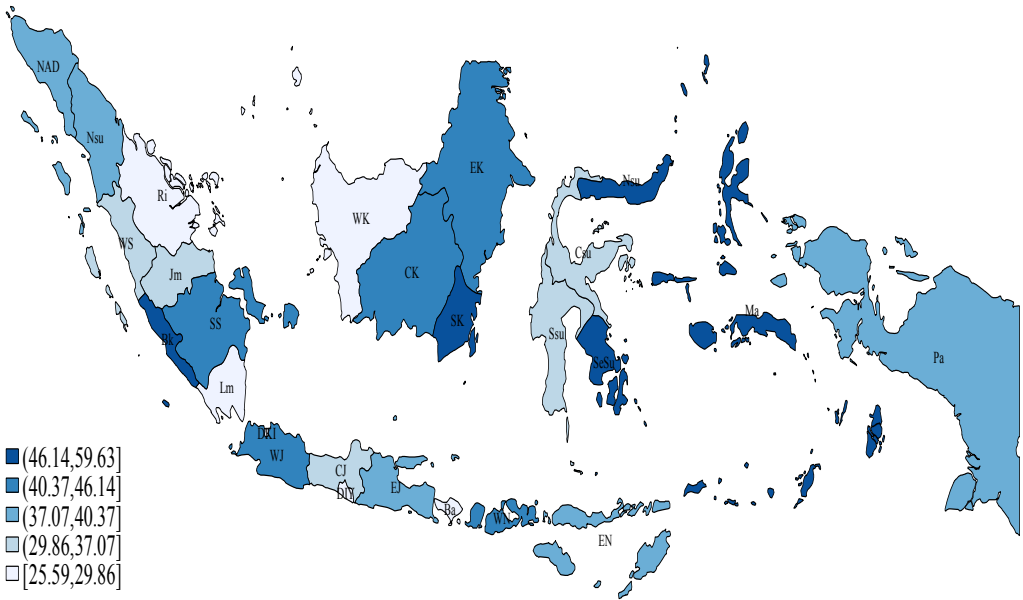 NAD
Nsu
Ri
WS
Jm
SS
Bk
Lm
WK
EK
CK
SK
Nsu
Csu
Ssu
SeSu
Ma
Pa
DKI
WJ
CJ
DIY
EJ
Ba
WN
EN
(46.14,59.63]
(40.37,46.14]
(37.07,40.37]
(29.86,37.07]
[25.59,29.86]